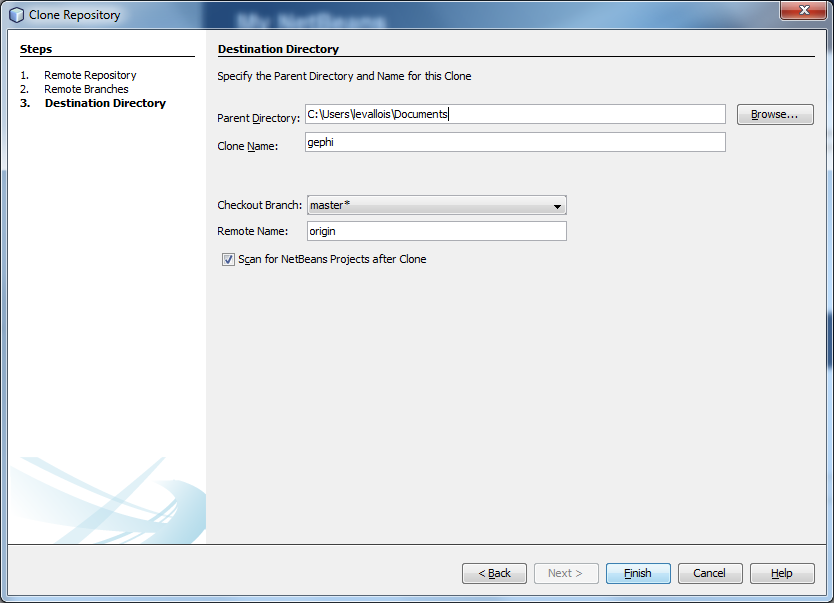 Clone Repository
My NetBeans
Steps
1. Remote Repository
2. Remote Branches
3. Destination Directory
Destination Directory
Specify the Parent Directory and Name for this Clone
Parent Directory: C:\Users\levallois\Documents Browse...
Clone Name: gephi
Checkout Branch: master*
Remote Name: origin
Scan for NetBeans Projects after Clone
< Back Next > Finish Cancel Help